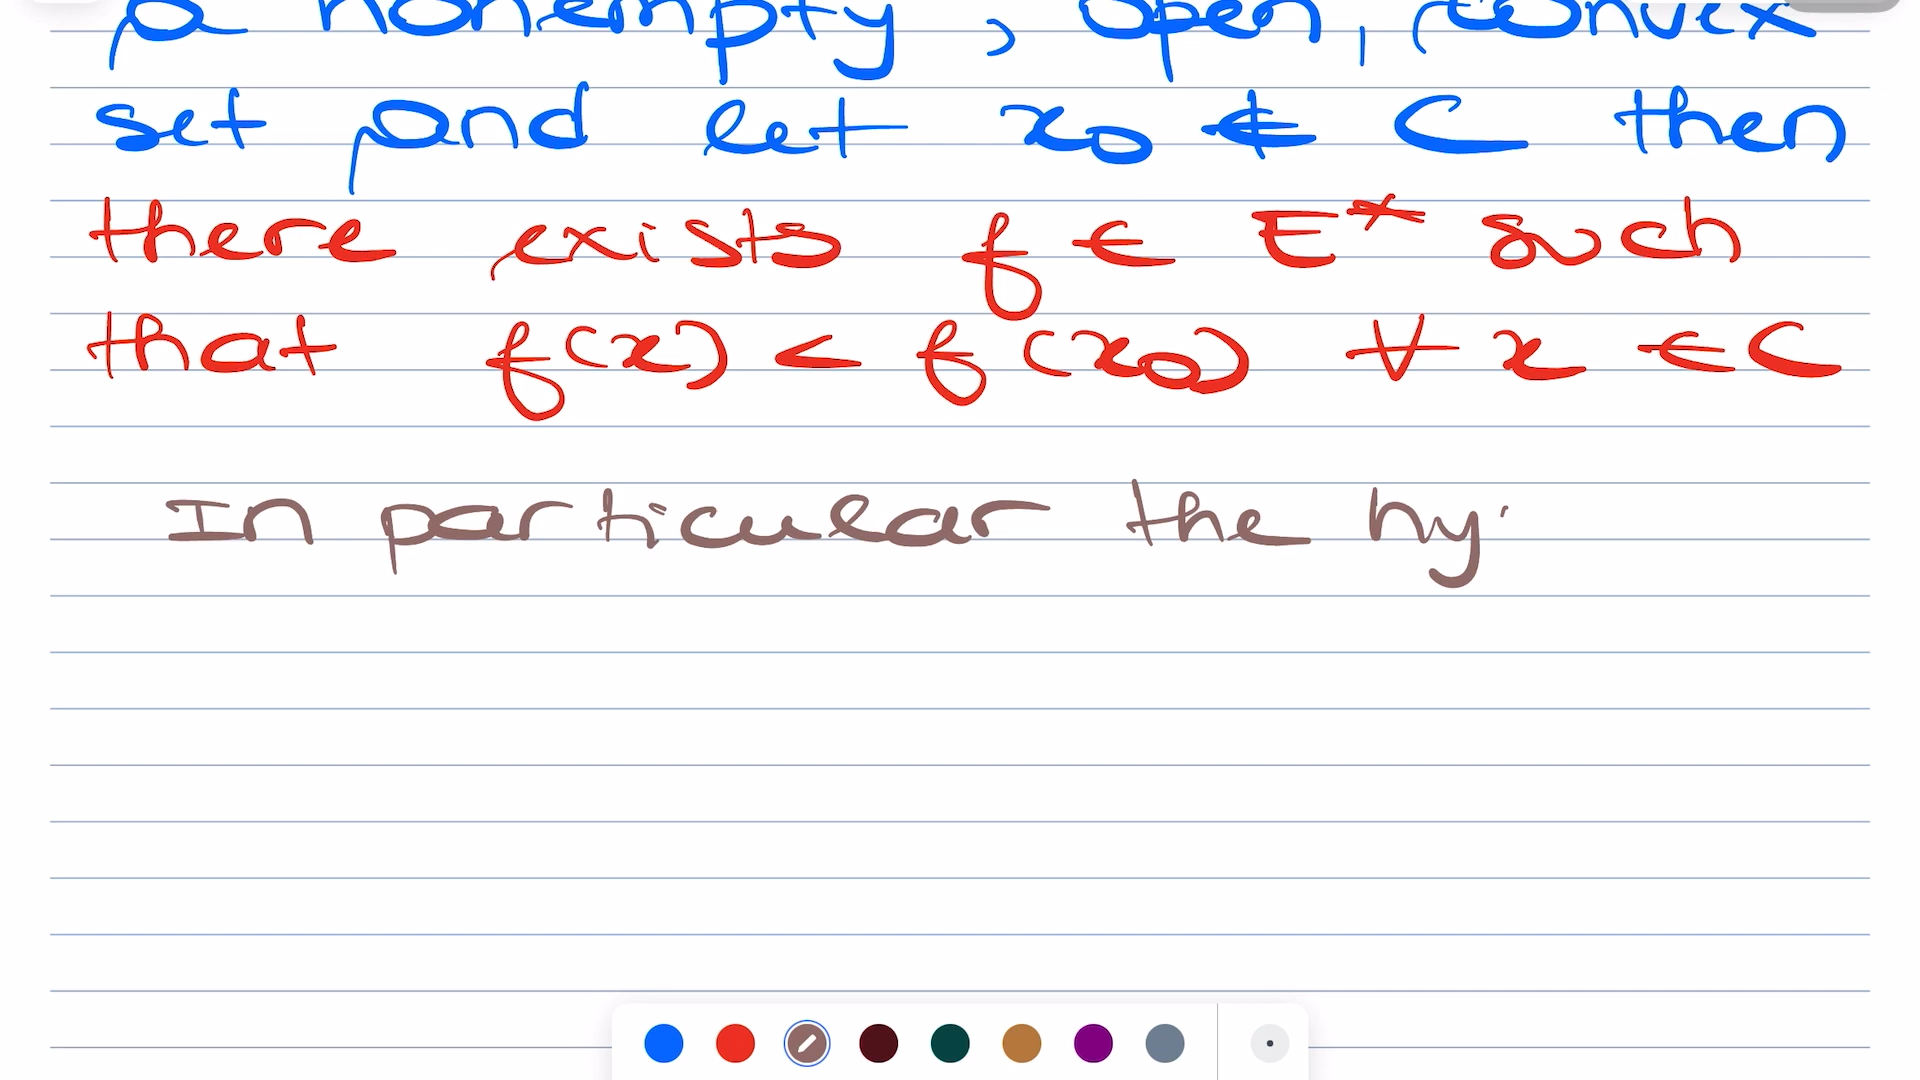 a nonempty, open, convex
set and let x₀ ∉ C then
there exists f ∈ E* such
that f(x) < f(x₀) ∀ x ∈ C
In particular the hy